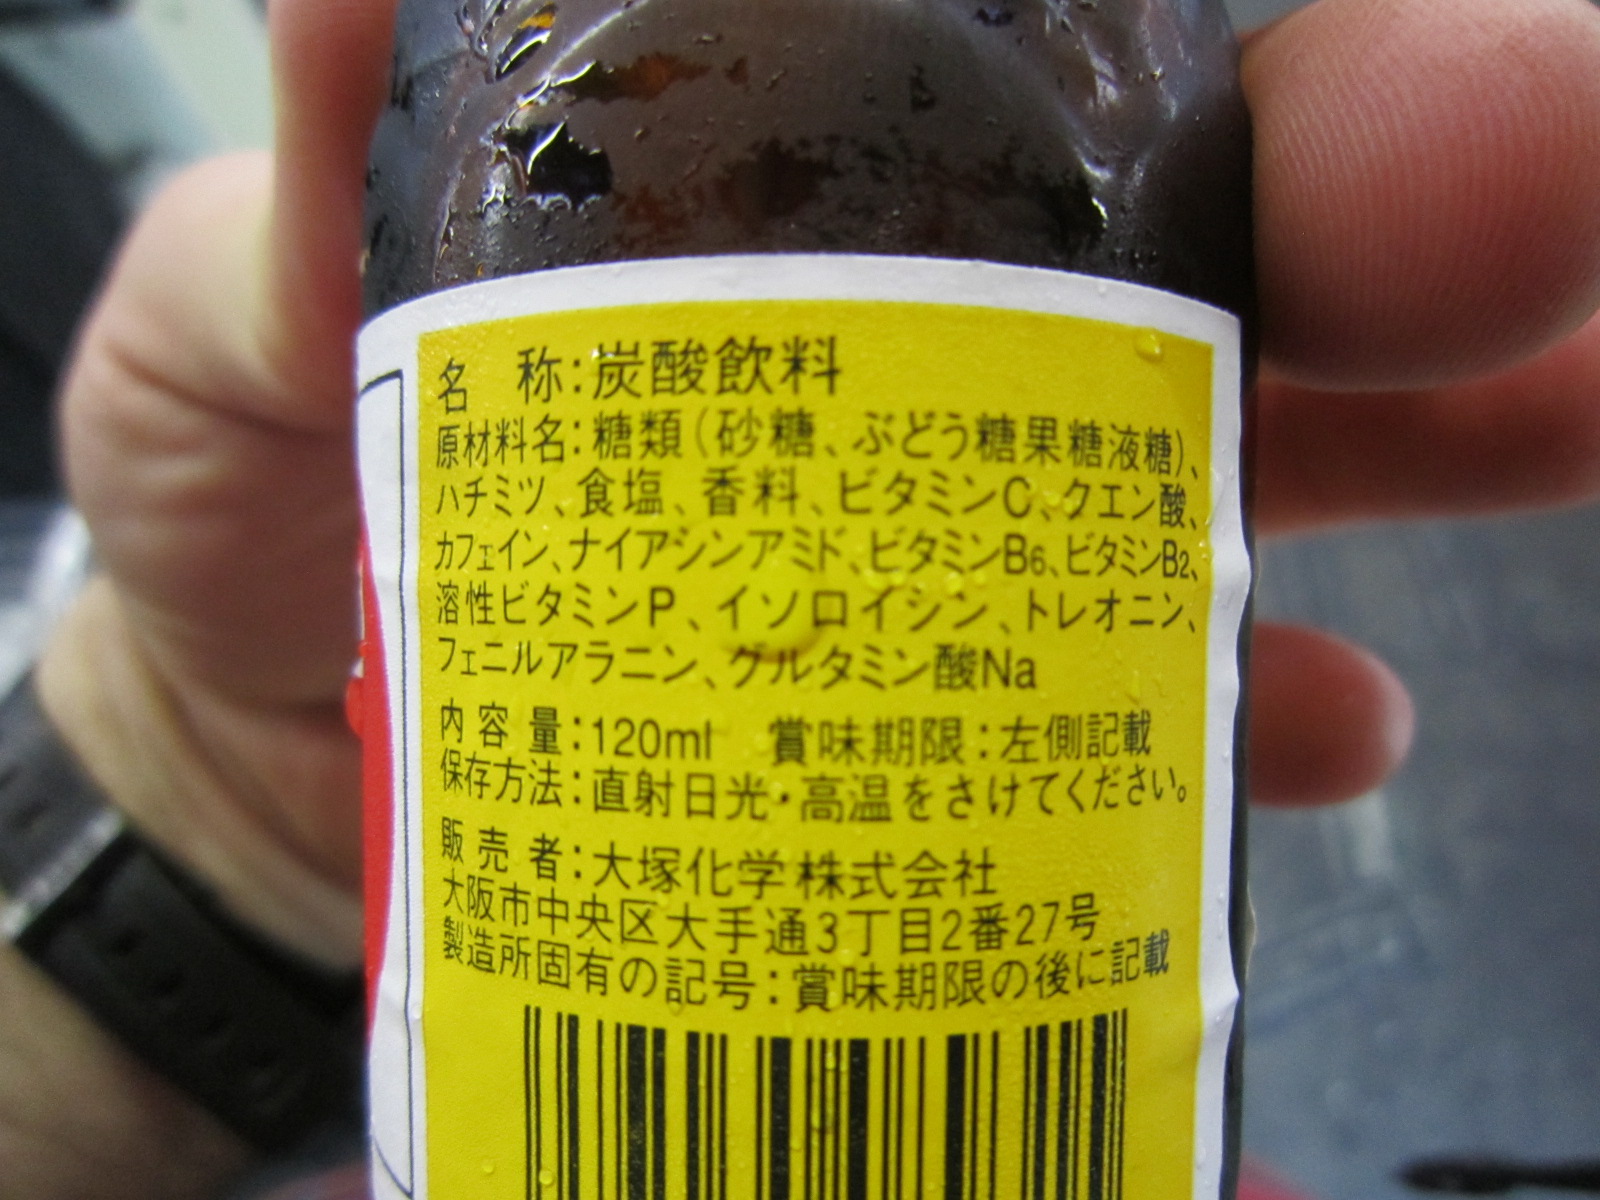 名　称：炭酸飲料
原材料名：糖類（砂糖、ぶどう糖果糖液糖）、
ハチミツ、食塩、香料、ビタミンC、クエン酸、
カフェイン、ナイアシンアミド、ビタミンB6、ビタミンB2、
溶性ビタミンP、イソロイシン、トレオニン、
フェニルアラニン、グルタミン酸Na
内容量：120ml　賞味期限：左側記載
保存方法：直射日光・高温をさけてください。
販売者：大塚化学株式会社
大阪市中央区大手通3丁目2番27号
製造所固有の記号：賞味期限の後に記載